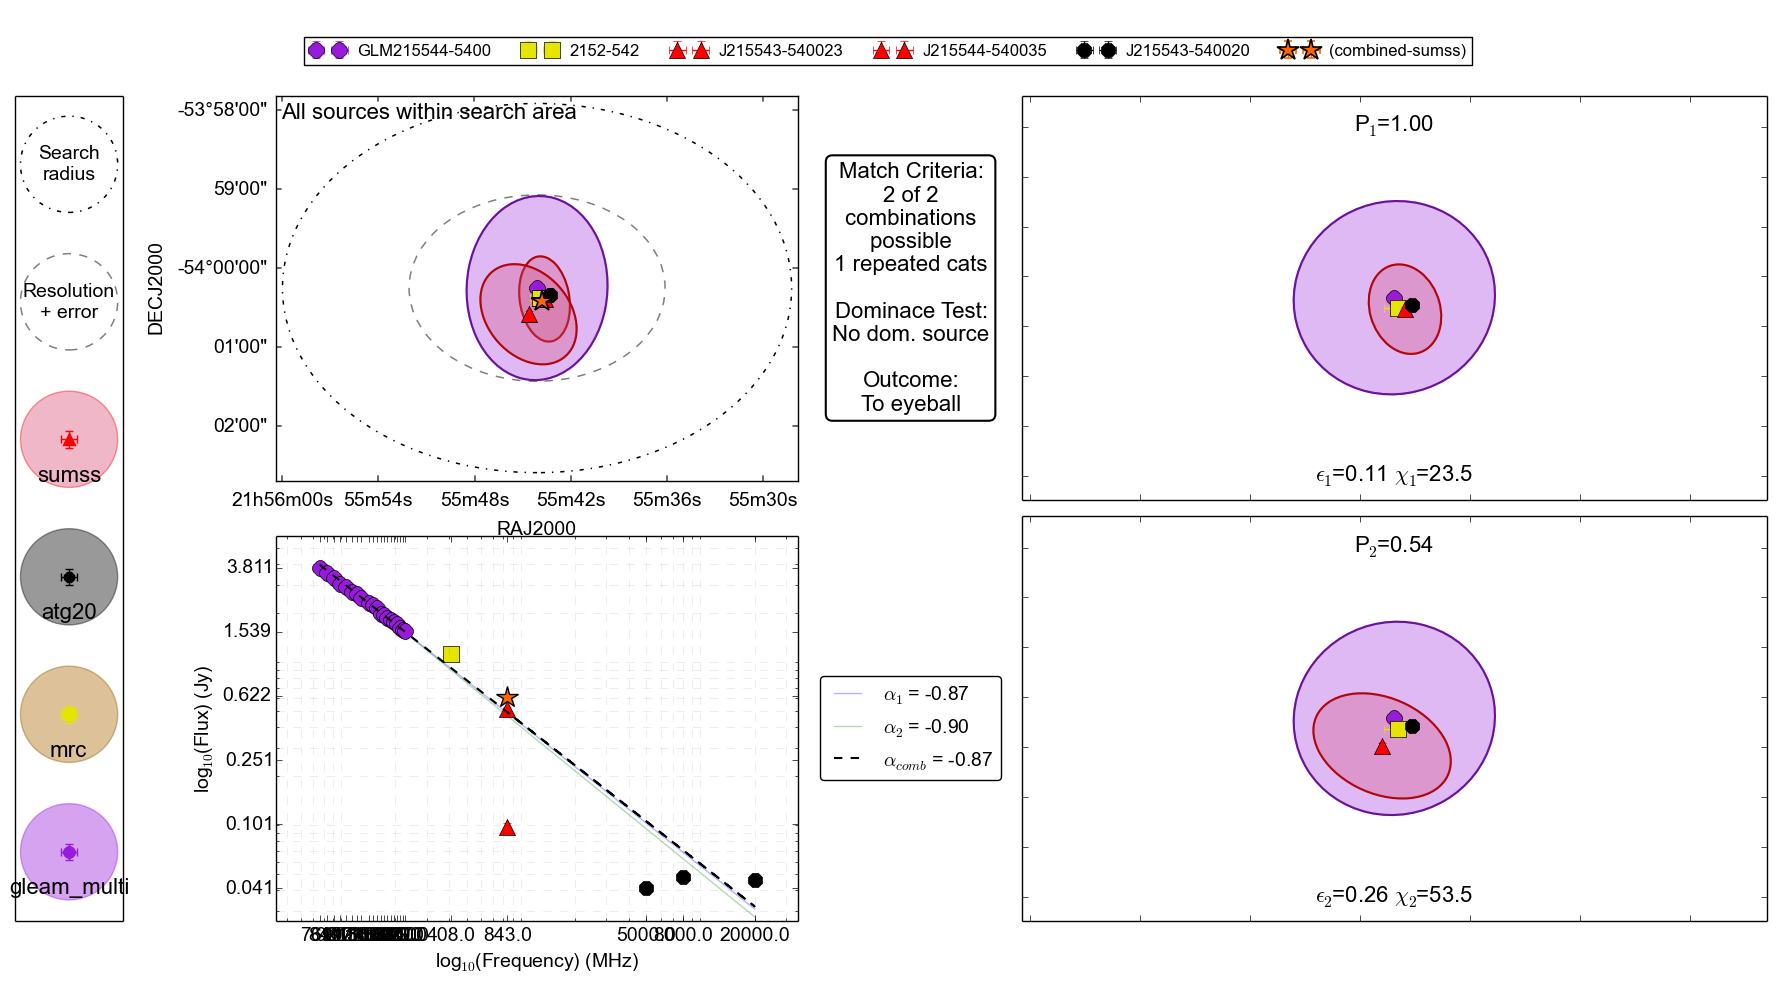 GLM215544-5400
2152-542
J215543-540023
J215544-540035
J215543-540020
(combined-sumss)
Search
radius
Resolution
+ error
sumss
atg20
mrc
gleam_multi
All sources within search area
DECJ2000
-53°58'00"
59'00"
-54°00'00"
01'00"
02'00"
21h56m00s
55m54s
55m48s
55m42s
55m36s
55m30s
RAJ2000
Match Criteria:
2 of 2
combinations
possible
1 repeated cats
Dominace Test:
No dom. source
Outcome:
To eyeball
P1=1.00
ϵ1=0.11 χ1=23.5
P2=0.54
ϵ2=0.26 χ2=53.5
log10(Flux) (Jy)
3.811
1.539
0.622
0.251
0.101
0.041
408.0
843.0
5000.0
8000.0
20000.0
log10(Frequency) (MHz)
α1 = -0.87
α2 = -0.90
αcomb = -0.87